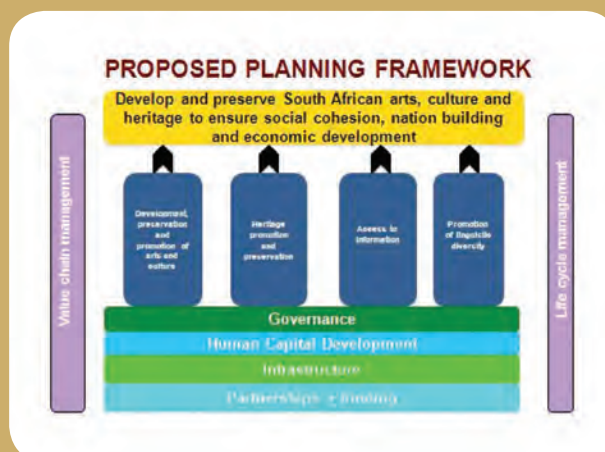 PROPOSED PLANNING FRAMEWORK
Develop and preserve South African arts, culture and
heritage to ensure social cohesion, nation building
and economic development
Value chain management
Development,
preservation
and
promotion of
arts and
culture
Heritage
promotion
and
preservation
Access to
information
Promotion
of linguistic
diversity
Life cycle management
Governance
Human Capital Development
Infrastructure
Partnerships + funding